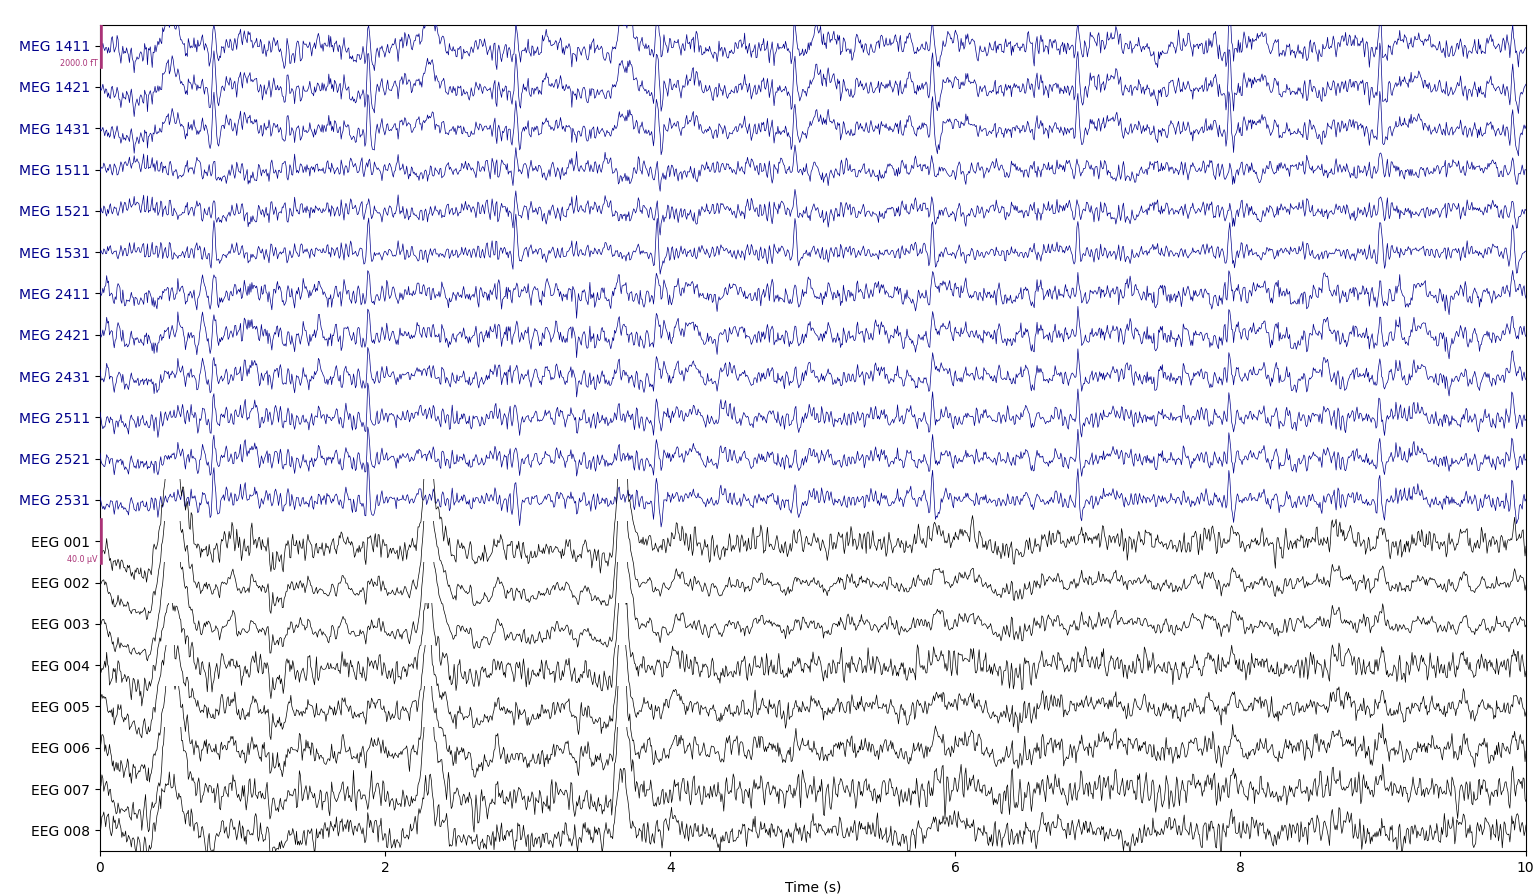 MEG 1411
2000.0 fT
MEG 1421
MEG 1431
MEG 1511
MEG 1521
MEG 1531
MEG 2411
MEG 2421
MEG 2431
MEG 2511
MEG 2521
MEG 2531
EEG 001
40.0 µV
EEG 002
EEG 003
EEG 004
EEG 005
EEG 006
EEG 007
EEG 008
0 2 4 6 8 10
Time (s)